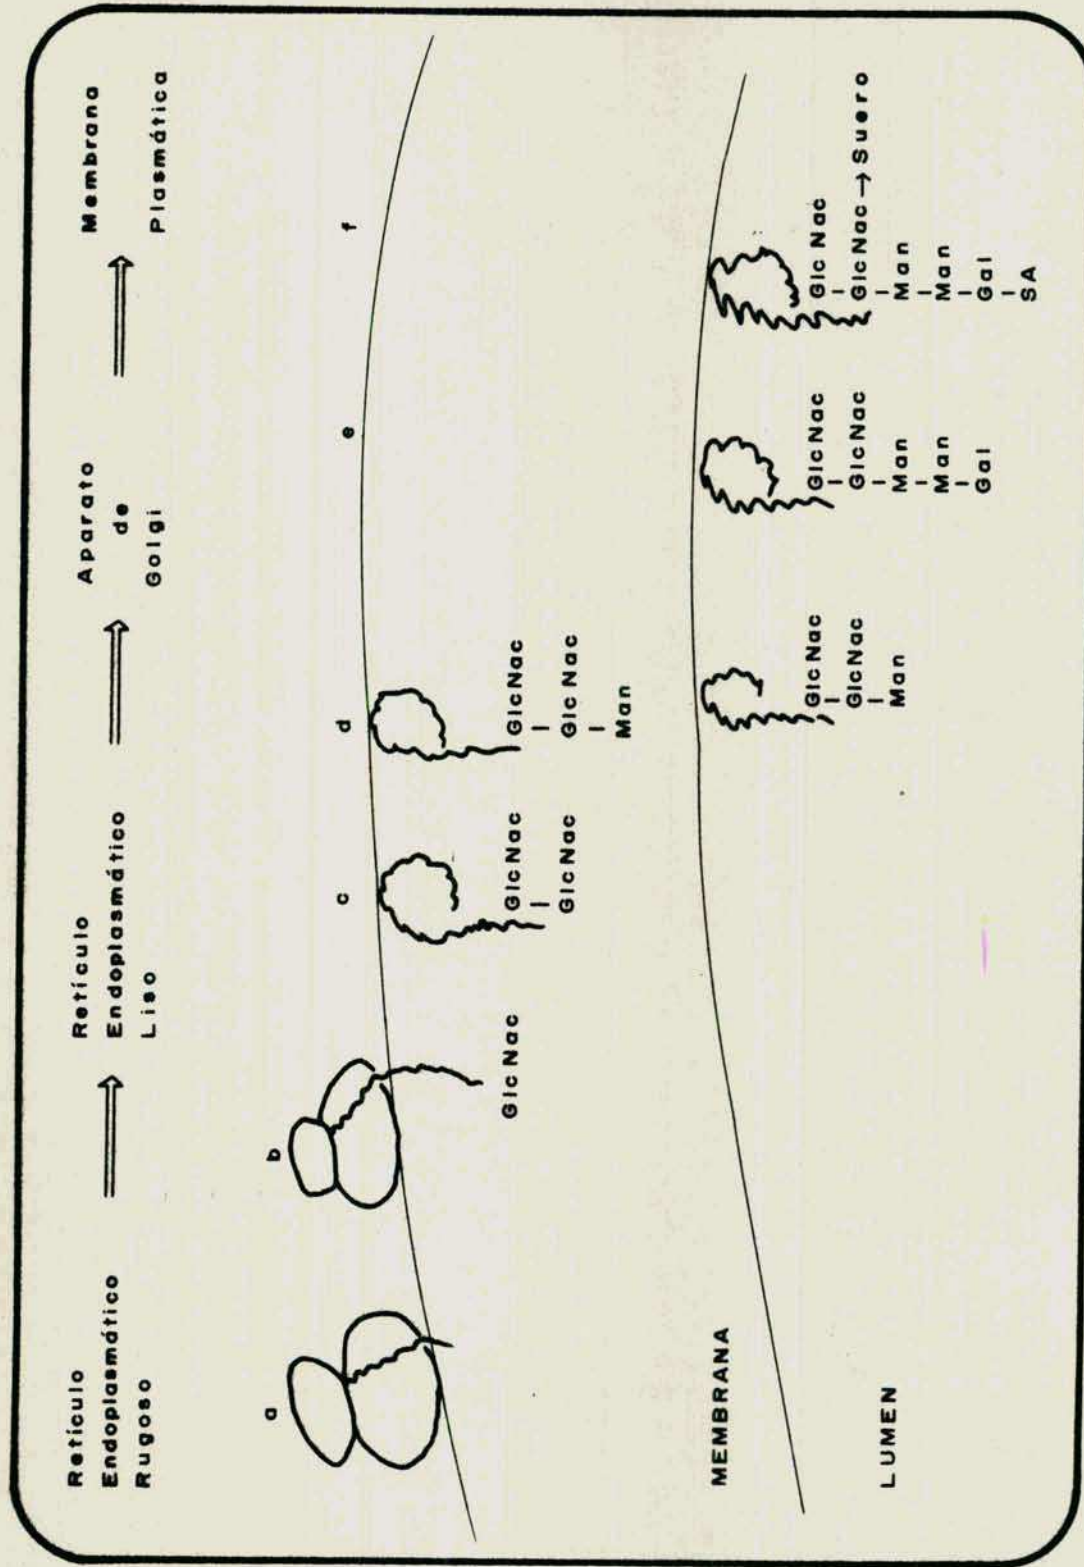 Retículo
Endoplasmático
Rugoso
Retículo
Endoplasmático
Liso
Aparato
de
Golgi
Membrana
Plasmática
a
b
c
d
e
f
GlcNac
GlcNac
GlcNac
GlcNac
GlcNac
Man
MEMBRANA
LUMEN
GlcNac
GlcNac
Man
GlcNac
GlcNac
Man
Man
Gal
GlcNac
GlcNac → Suero
Man
Man
Gal
SA